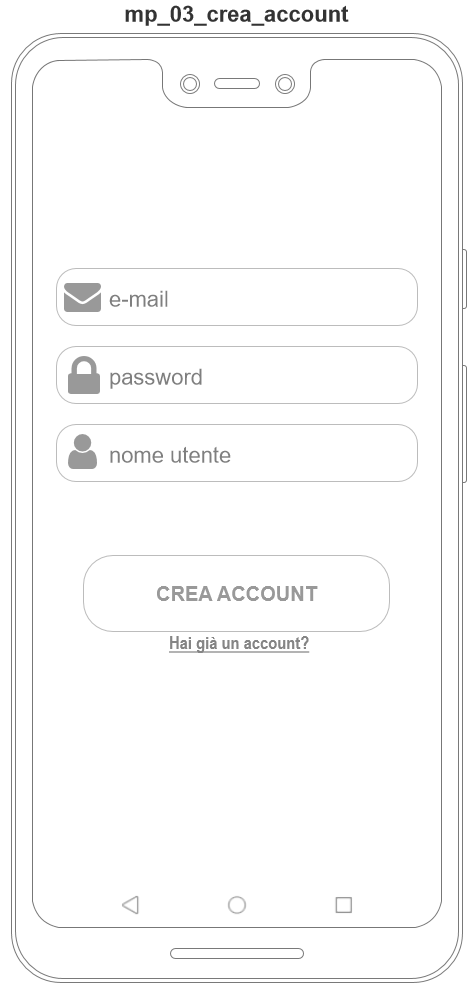 mp_03_crea_account
e-mail
password
nome utente
CREA ACCOUNT
Hai già un account?